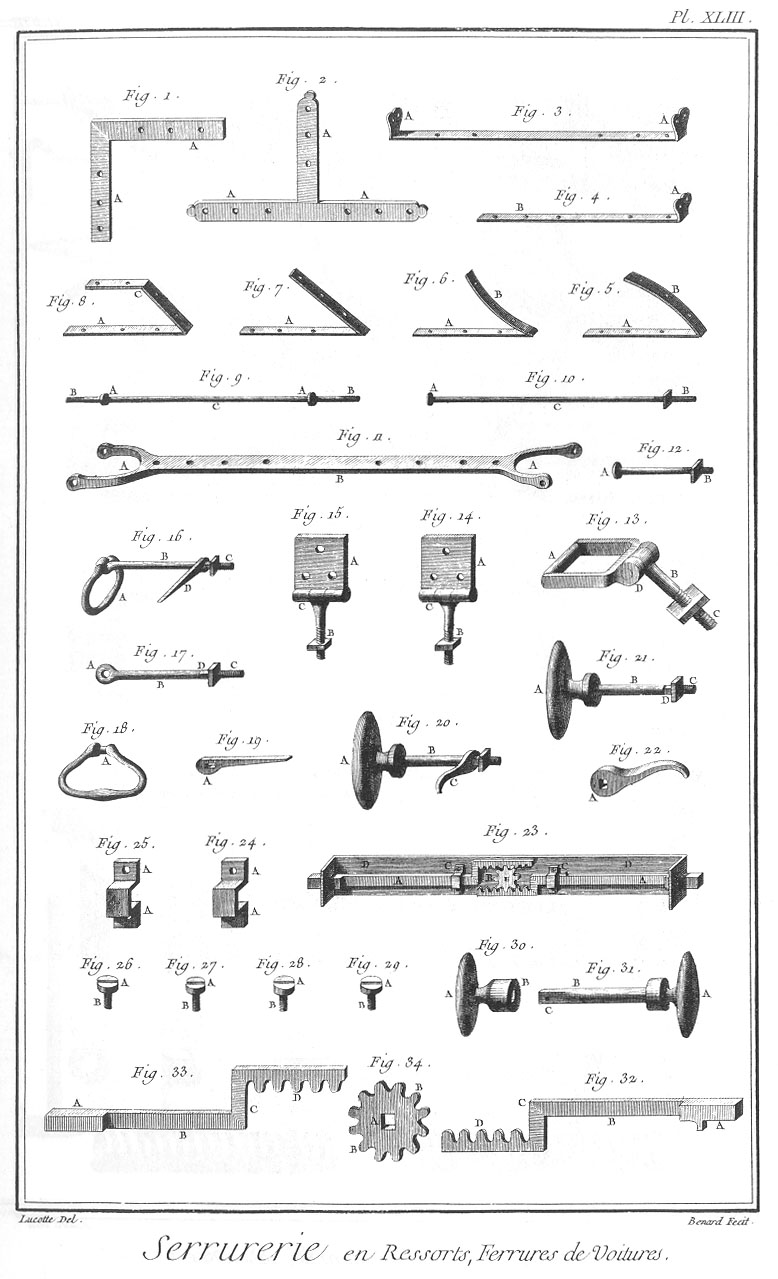 Pl. XLIII.
Fig. 1.
Fig. 2.
Fig. 3.
A
A
A
A
A
A
A
Fig. 4.
B
A
Fig. 8.
C
A
Fig. 7.
A
Fig. 6.
B
A
Fig. 5.
B
A
Fig. 9.
B
A
C
A
B
Fig. 10.
A
C
B
Fig. 11.
A
B
A
Fig. 12.
A
B
Fig. 16.
B
C
A
D
Fig. 15.
A
C
B
Fig. 14.
A
C
B
Fig. 13.
A
B
D
C
Fig. 17.
A
B
D
C
Fig. 21.
A
B
C
D
Fig. 18.
A
Fig. 19.
A
Fig. 20.
A
B
C
Fig. 22.
A
Fig. 25.
A
A
Fig. 24.
A
A
Fig. 23.
D
C
C
D
A
B
A
Fig. 26.
A
B
Fig. 27.
A
B
Fig. 28.
A
B
Fig. 29.
A
B
Fig. 30.
A
B
Fig. 31.
B
C
A
Fig. 33.
A
B
C
D
Fig. 34.
B
A
B
Fig. 32.
D
C
B
A
Lucotte Del.
Benard Fecit.
Serrurerie en Ressorts, Ferrures de Voitures.